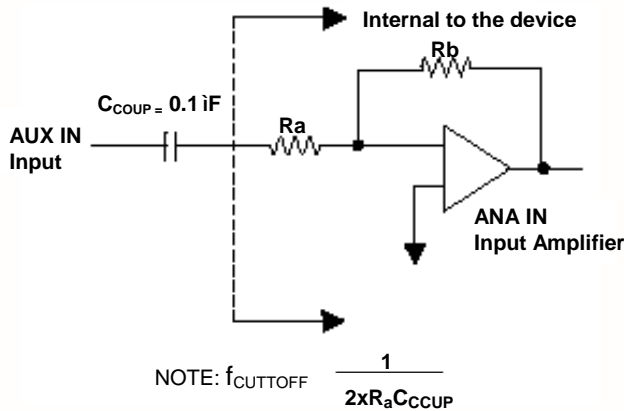 Internal to the device
Rb
CCOUP = 0.1 ìF
Ra
AUX IN
Input
ANA IN
Input Amplifier
NOTE: fCUTTOFF 1
2xRaCCCUP